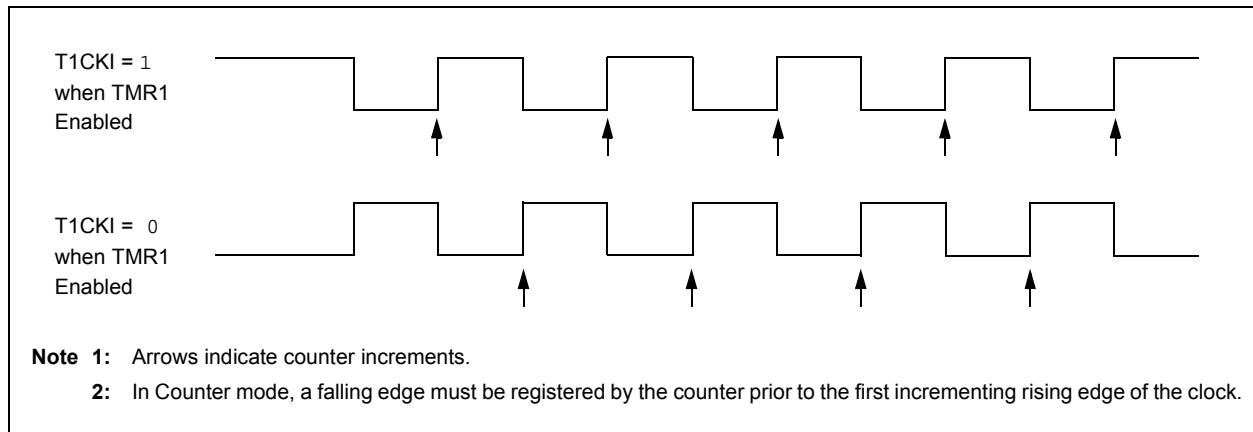 T1CKI = 1
when TMR1
Enabled
T1CKI = 0
when TMR1
Enabled
Note 1: Arrows indicate counter increments.
2: In Counter mode, a falling edge must be registered by the counter prior to the first incrementing rising edge of the clock.